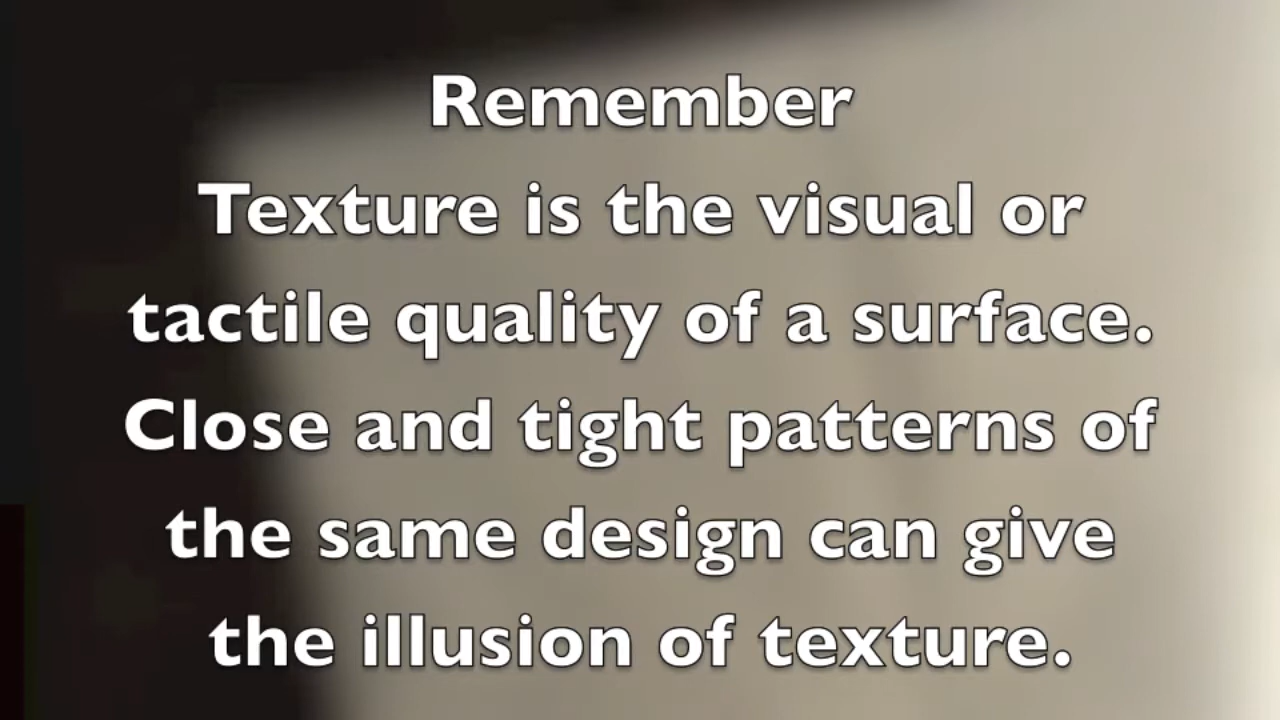 Remember
Texture is the visual or
tactile quality of a surface.
Close and tight patterns of
the same design can give
the illusion of texture.